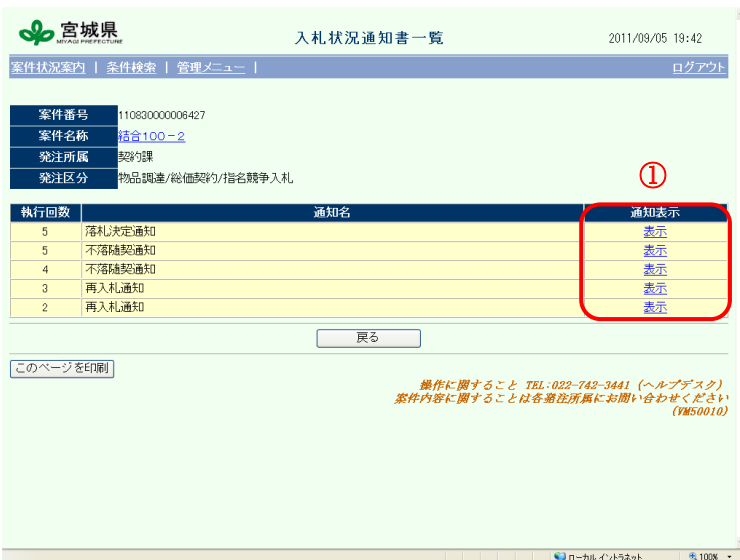 宮城県
MIYAGI PREFECTURE
入札状況通知書一覧
2011/09/05 19:42
案件状況案内 | 条件検索 | 管理メニュー |
ログアウト
案件番号 110830000006427
案件名称 結合100-2
発注所属 契約課
発注区分 物品調達/総価契約/指名競争入札
①
執行回数 通知名 通知表示
5 落札決定通知 表示
5 不落随契通知 表示
4 不落随契通知 表示
3 再入札通知 表示
2 再入札通知 表示
戻る
このページを印刷
操作に関すること TEL:022-742-3441 (ヘルプデスク)
案件内容に関することは各発注所属にお問い合わせください
(VM50010)
ローカル イントラネット
100%